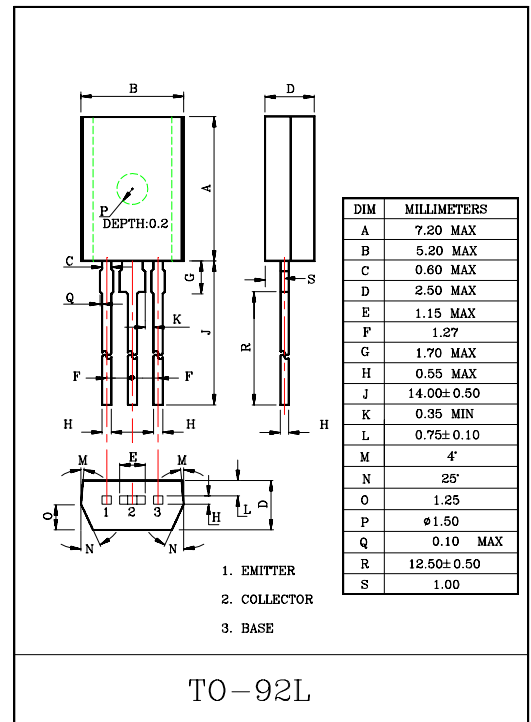 B
D
A
P
DEPTH:0.2
C
G
S
Q
K
J
R
F
F
H
H
H
M
E
M
L
D
O
1
2
3
H
N
N
1. EMITTER
2. COLLECTOR
3. BASE
DIM MILLIMETERS
A 7.20 MAX
B 5.20 MAX
C 0.60 MAX
D 2.50 MAX
E 1.15 MAX
F 1.27
G 1.70 MAX
H 0.55 MAX
J 14.00±0.50
K 0.35 MIN
L 0.75±0.10
M 4°
N 25°
O 1.25
P ø1.50
Q 0.10 MAX
R 12.50±0.50
S 1.00
TO-92L